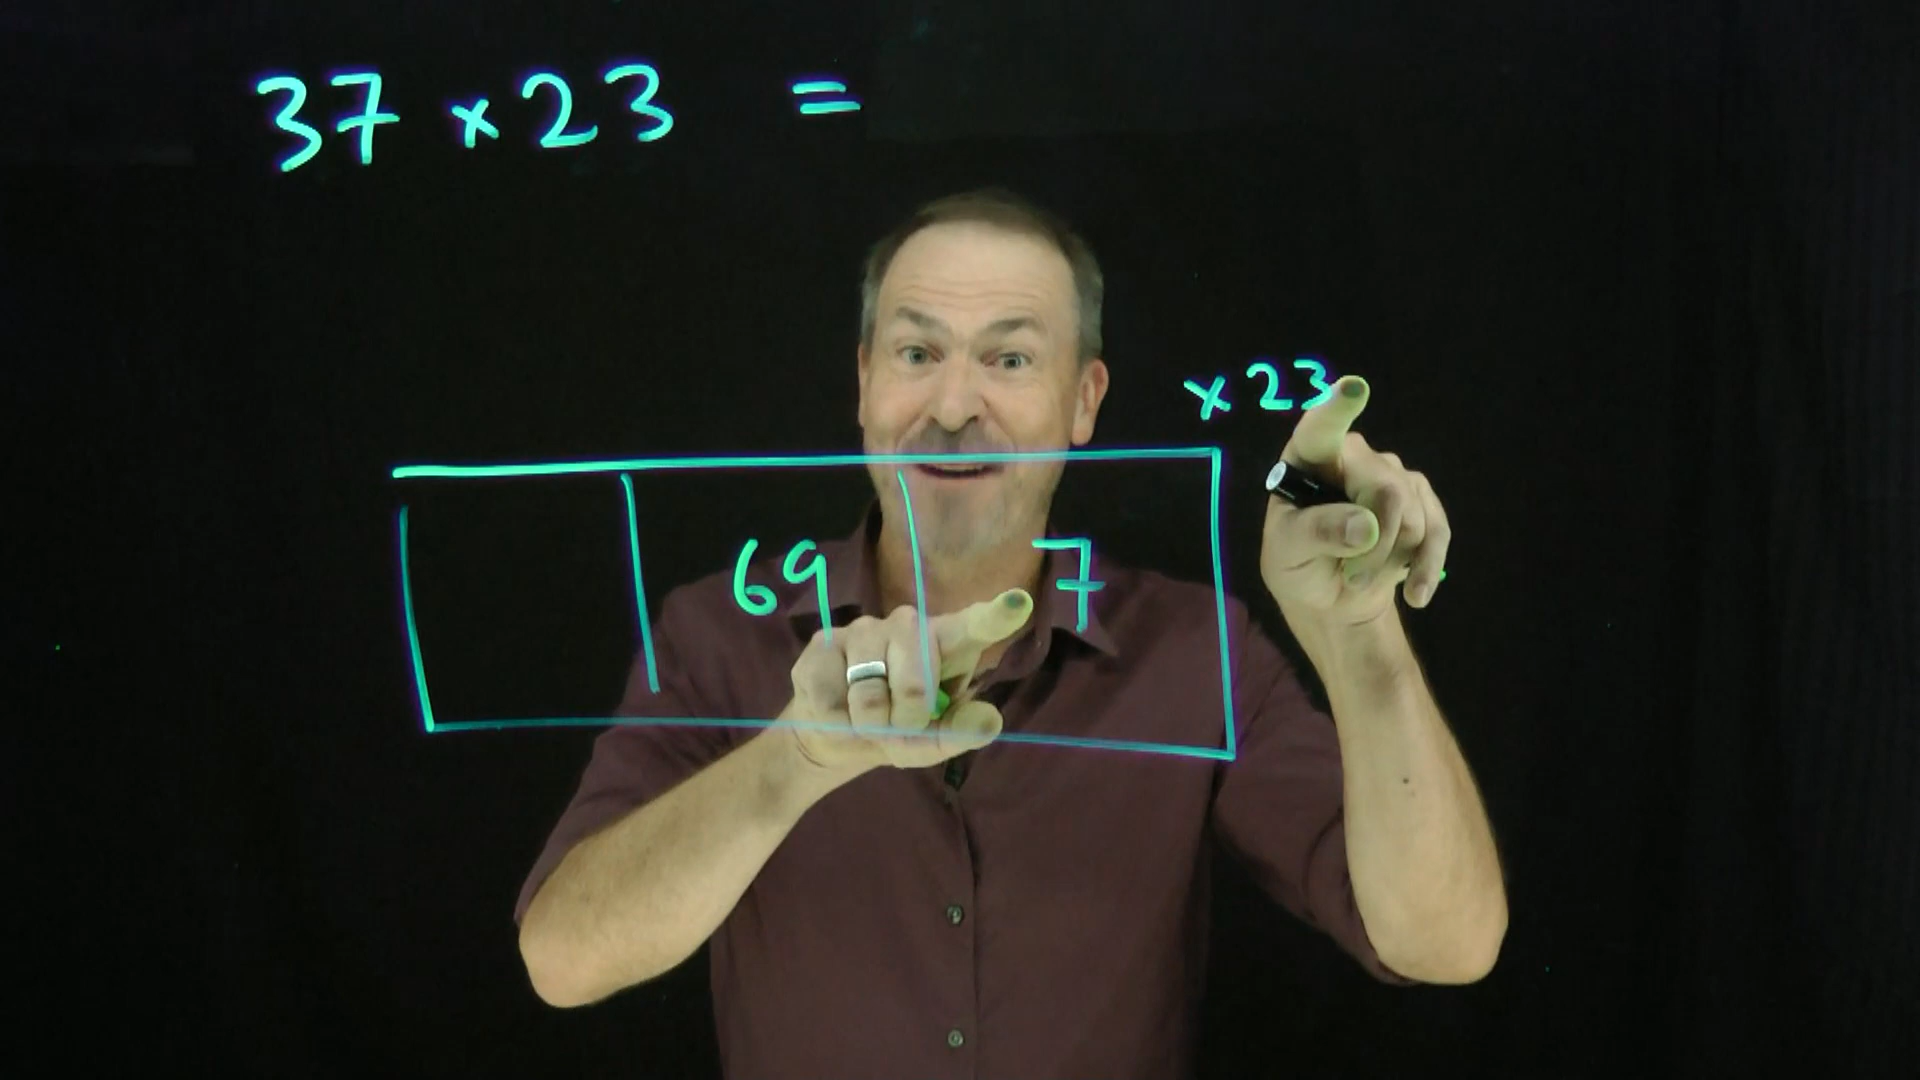 37 × 23 =
× 23
69 7